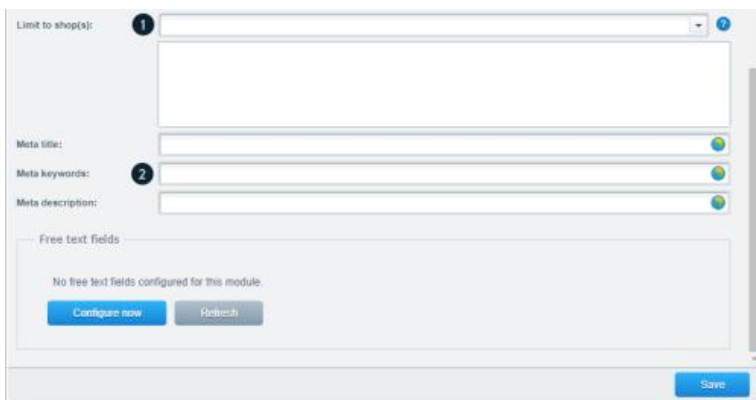 Limit to shop(s): 1 ?
Meta title:
Meta keywords: 2
Meta description:
Free text fields
No free text fields configured for this module.
Configure now Refresh
Save